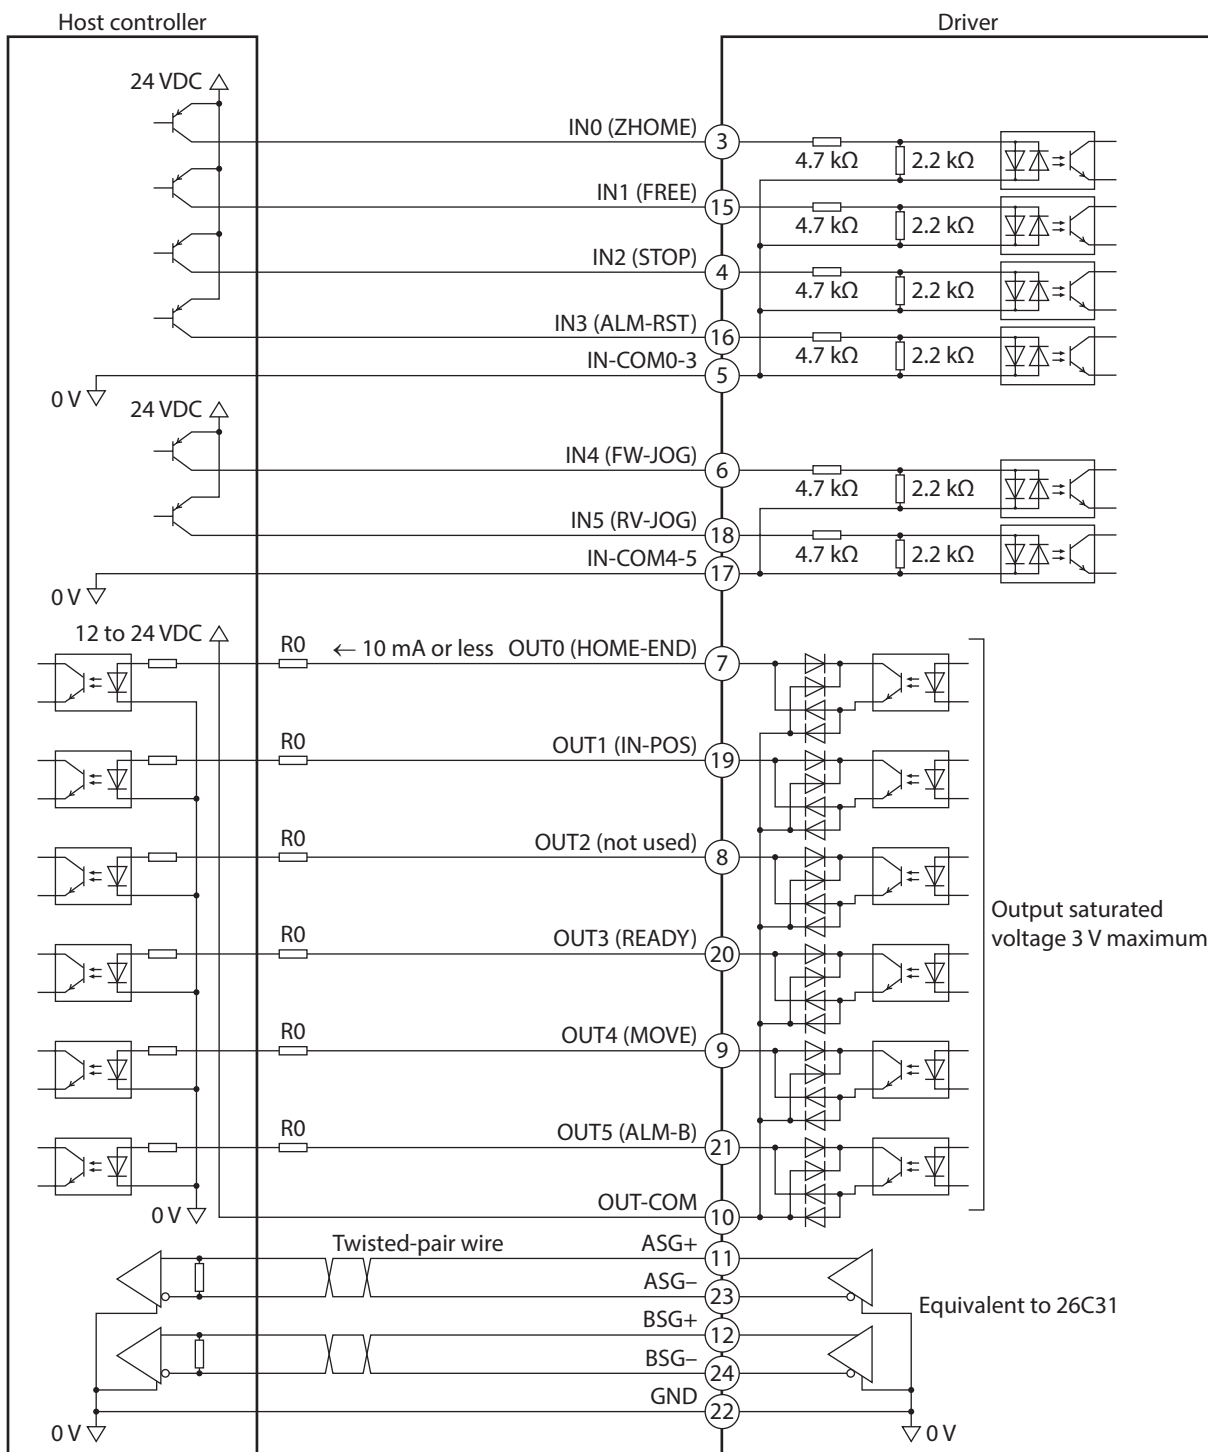 Host controller
Driver
24 VDC
IN0 (ZHOME)
3
4.7 kΩ
2.2 kΩ
IN1 (FREE)
15
4.7 kΩ
2.2 kΩ
IN2 (STOP)
4
4.7 kΩ
2.2 kΩ
IN3 (ALM-RST)
16
4.7 kΩ
2.2 kΩ
IN-COM0-3
5
0 V
24 VDC
IN4 (FW-JOG)
6
4.7 kΩ
2.2 kΩ
IN5 (RV-JOG)
18
4.7 kΩ
2.2 kΩ
IN-COM4-5
17
0 V
12 to 24 VDC
R0
← 10 mA or less
OUT0 (HOME-END)
7
R0
OUT1 (IN-POS)
19
R0
OUT2 (not used)
8
Output saturated
voltage 3 V maximum
R0
OUT3 (READY)
20
R0
OUT4 (MOVE)
9
R0
OUT5 (ALM-B)
21
0 V
OUT-COM
10
Twisted-pair wire
ASG+
11
ASG–
23
Equivalent to 26C31
BSG+
12
BSG–
24
GND
22
0 V
0 V